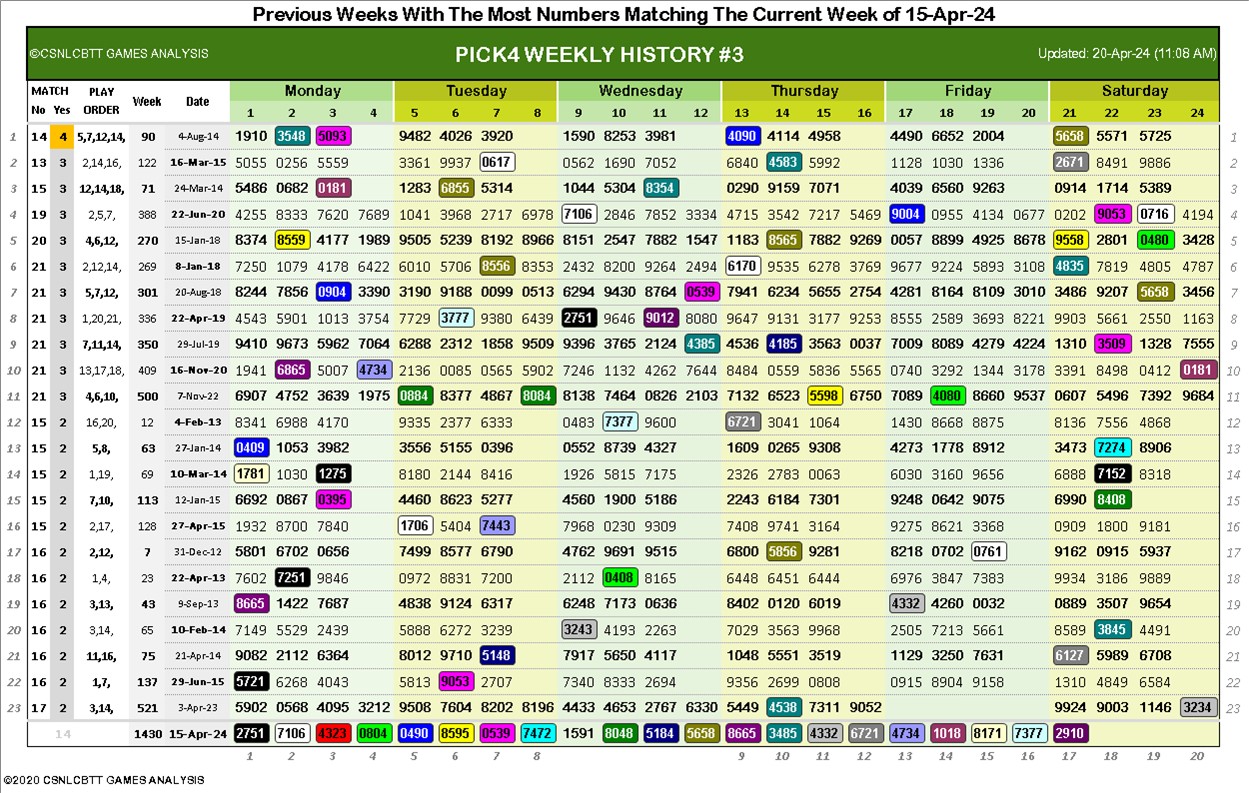 Previous Weeks With The Most Numbers Matching The Current Week of 15-Apr-24
©CSNLCBTT GAMES ANALYSIS PICK4 WEEKLY HISTORY #3 Updated: 20-Apr-24 (11:08 AM)
MATCH PLAY Week Date Monday Tuesday Wednesday Thursday Friday Saturday
No Yes ORDER 1 2 3 4 5 6 7 8 9 10 11 12 13 14 15 16 17 18 19 20 21 22 23 24
1 14 4 5,7,12,14, 90 4-Aug-14 1910 3548 5093 9482 4026 3920 1590 8253 3981 4090 4114 4958 4490 6652 2004 5658 5571 5725 1
2 13 3 2,14,16, 122 16-Mar-15 5055 0256 5559 3361 9937 0617 0562 1690 7052 6840 4583 5992 1128 1030 1336 2671 8491 9886 2
3 15 3 12,14,18, 71 24-Mar-14 5486 0682 0181 1283 6855 5314 1044 5304 8354 0290 9159 7071 4039 6560 9263 0914 1714 5389 3
4 19 3 2,5,7, 388 22-Jun-20 4255 8333 7620 7689 1041 3968 2717 6978 7106 2846 7852 3334 4715 3542 7217 5469 9004 0955 4134 0677 0202 9053 0716 4194 4
5 20 3 4,6,12, 270 15-Jan-18 8374 8559 4177 1989 9505 5239 8192 8966 8151 2547 7882 1547 1183 8565 7882 9269 0057 8899 4925 8678 9558 2801 0480 3428 5
6 21 3 2,12,14, 269 8-Jan-18 7250 1079 4178 6422 6010 5706 8556 8353 2432 8200 9264 2494 6170 9535 6278 3769 9677 9224 5893 3108 4835 7819 4805 4787 6
7 21 3 5,7,12, 301 20-Aug-18 8244 7856 0904 3390 3190 9188 0099 0513 6294 9430 8764 0539 7941 6234 5655 2754 4281 8164 8109 3010 3486 9207 5658 3456 7
8 21 3 1,20,21, 336 22-Apr-19 4543 5901 1013 3754 7729 3777 9380 6439 2751 9646 9012 8080 9647 9131 3177 9253 8555 2589 3693 8221 9903 5661 2550 1163 8
9 21 3 7,11,14, 350 29-Jul-19 9410 9673 5962 7064 6288 2312 1858 9509 9396 3765 2124 4385 4536 4185 3563 0037 7009 8089 4279 4224 1310 3509 1328 7555 9
10 21 3 13,17,18, 409 16-Nov-20 1941 6865 5007 4734 2136 0085 0565 5902 7246 1132 4262 7644 8484 0559 5836 5565 0740 3292 1344 3178 3391 8498 0412 0181 10
11 21 3 4,6,10, 500 7-Nov-22 6907 4752 3639 1975 0884 8377 4867 8084 8138 7464 0826 2103 7132 6523 5598 6750 7089 4080 8660 9537 0607 5496 7392 9684 11
12 15 2 16,20, 12 4-Feb-13 8341 6988 4170 9335 2377 6333 0483 7377 9600 6721 3041 1064 1430 8668 8875 8136 7556 4868 12
13 15 2 5,8, 63 27-Jan-14 0409 1053 3982 3556 5155 0396 0552 8739 4327 1609 0265 9308 4273 1778 8912 3473 7274 8906 13
14 15 2 1,19, 69 10-Mar-14 1781 1030 1275 8180 2144 8416 1926 5815 7175 2326 2783 0063 6030 3160 9656 6888 7152 8318 14
15 15 2 7,10, 113 12-Jan-15 6692 0867 0395 4460 8623 5277 4560 1900 5186 2243 6184 7301 9248 0642 9075 6990 8408 15
16 15 2 2,17, 128 27-Apr-15 1932 8700 7840 1706 5404 7443 7968 0230 9309 7408 9741 3164 9275 8621 3368 0909 1800 9181 16
17 16 2 2,12, 7 31-Dec-12 5801 6702 0656 7499 8577 6790 4762 9691 9515 6800 5856 9281 8218 0702 0761 9162 0915 5937 17
18 16 2 1,4, 23 22-Apr-13 7602 7251 9846 0972 8831 7200 2112 0408 8165 6448 6451 6444 6976 3847 7383 9934 3186 9889 18
19 16 2 3,13, 43 9-Sep-13 8665 1422 7687 4838 9124 6317 6248 7173 0636 8402 0120 6019 4332 4260 0032 0889 3507 9654 19
20 16 2 3,14, 65 10-Feb-14 7149 5529 2439 5888 6272 3239 3243 4193 2263 7029 3563 9968 2505 7213 5661 8589 3845 4491 20
21 16 2 11,16, 75 21-Apr-14 9082 2112 6364 8012 9710 5148 7917 5650 4117 1048 5551 3519 1129 3250 7631 6127 5989 6708 21
22 16 2 1,7, 137 29-Jun-15 5721 6268 4043 5813 9053 2707 7340 8333 2694 9356 2699 0808 0915 8904 9158 1310 4849 6584 22
23 17 2 3,14, 521 3-Apr-23 5902 0568 4095 3212 9508 7604 8202 8196 4433 4653 2767 6330 5449 4538 7311 9052 9924 9003 1146 3234 23
14 1430 15-Apr-24 2751 7106 4323 0804 0490 8595 0539 7472 1591 8048 5184 5658 8665 3485 4332 6721 4734 1018 8171 7377 2910
1 2 3 4 5 6 7 8 9 10 11 12 13 14 15 16 17 18 19 20
©2020 CSNLCBTT GAMES ANALYSIS